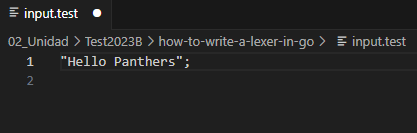 input.test
02_Unidad > Test2023B > how-to-write-a-lexer-in-go > input.test
1 "Hello Panthers";
2